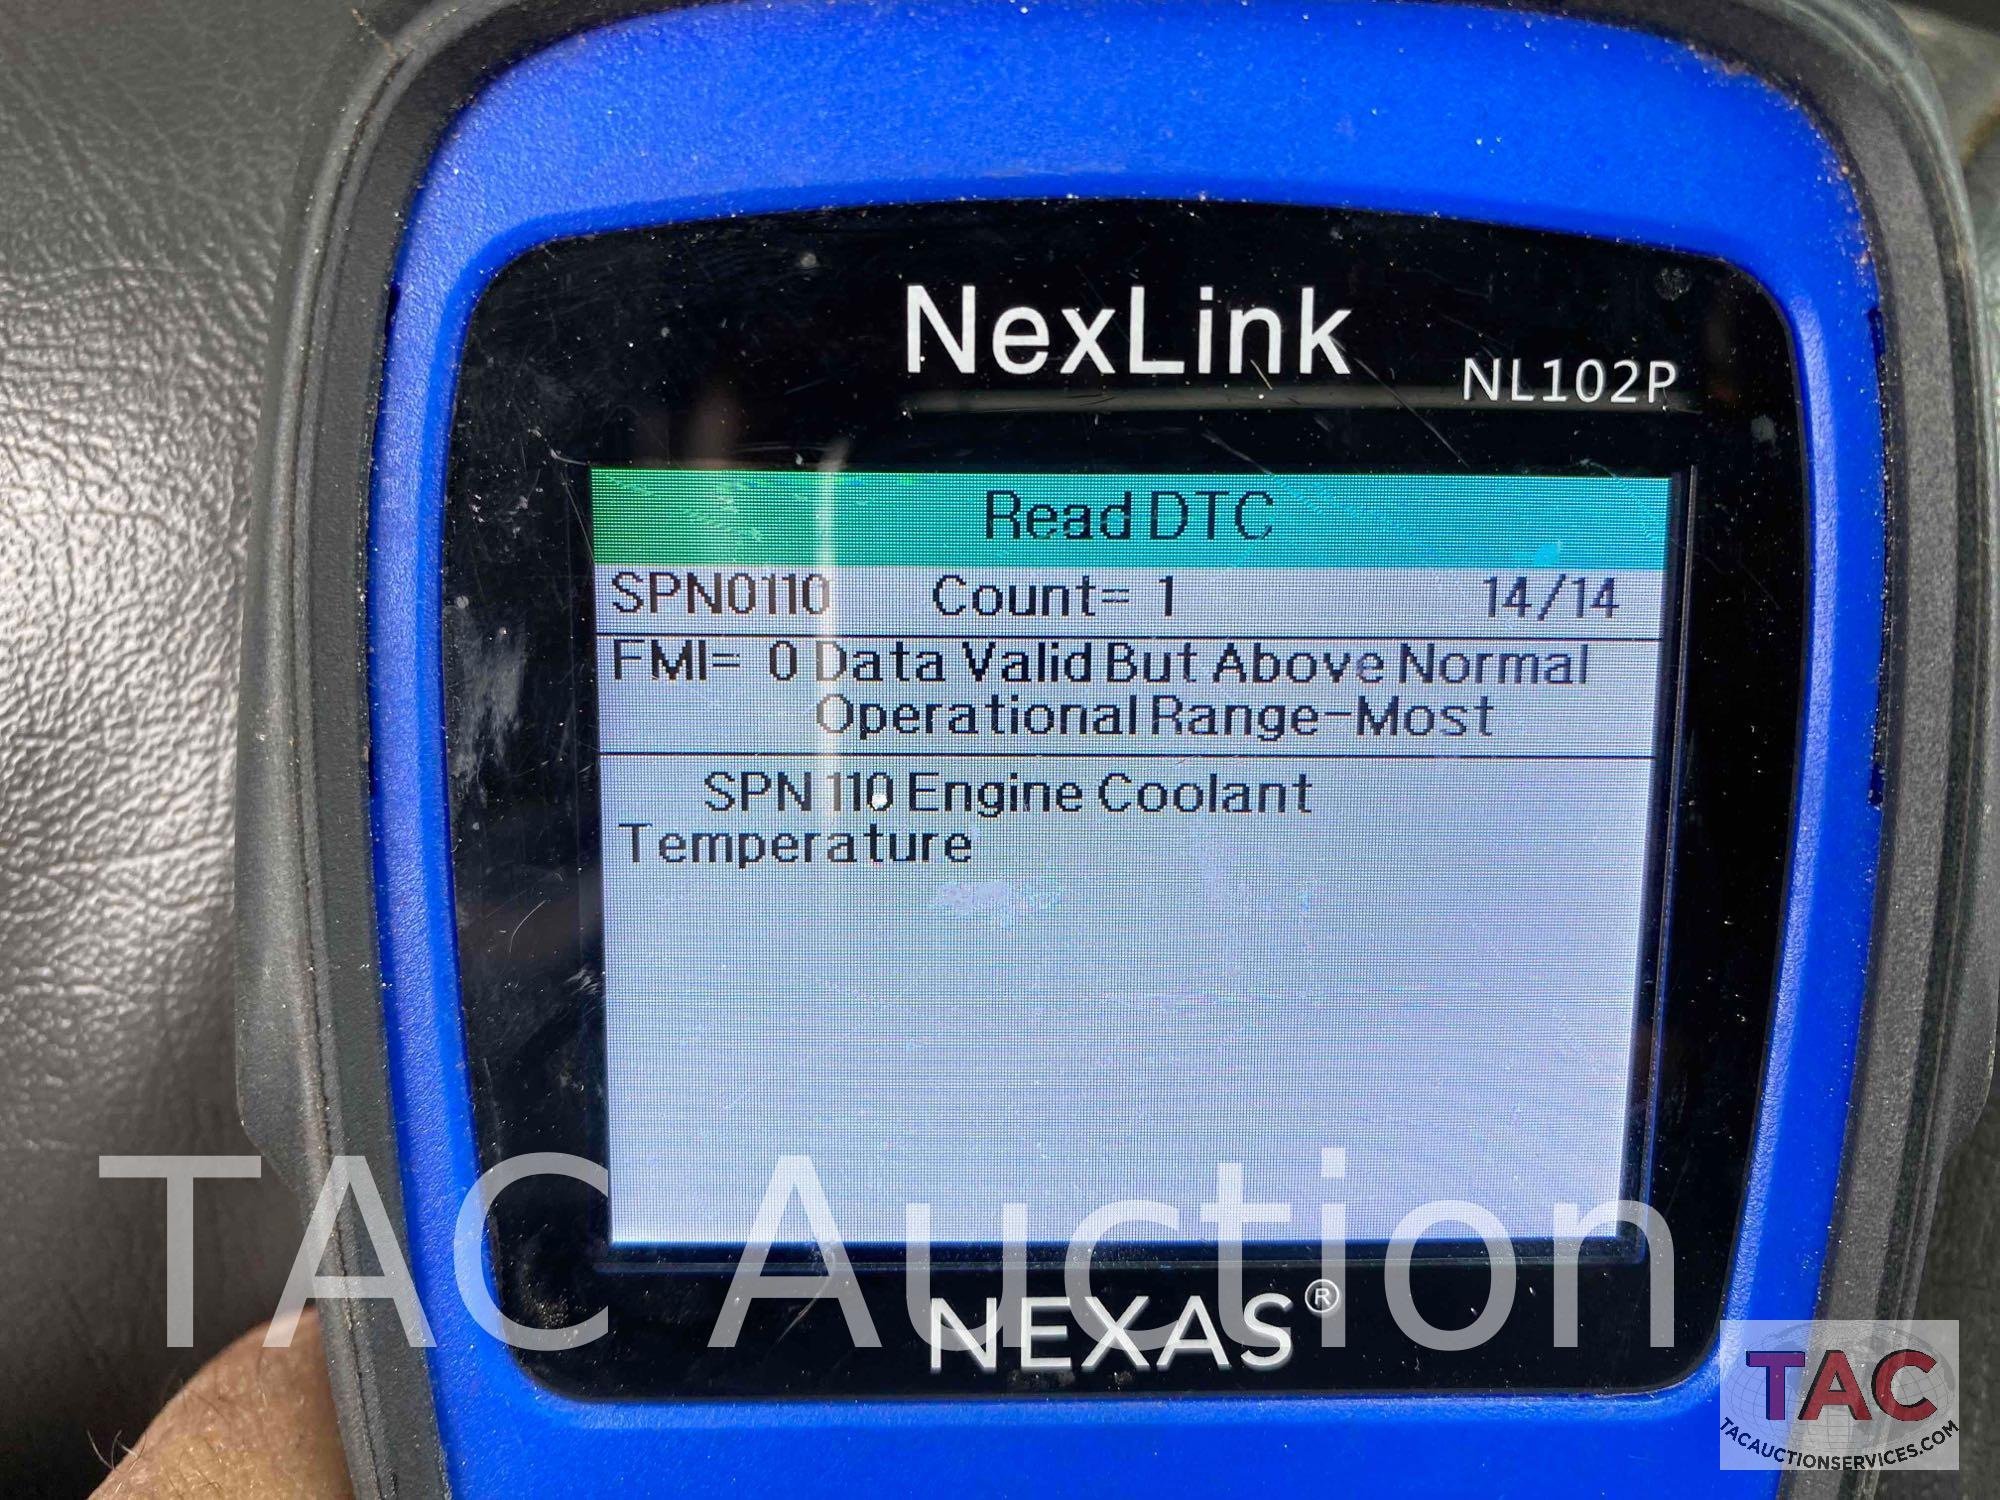 NexLink
NL102P
Read DTC
SPN0110 Count= 1 14/14
FMI= 0 Data Valid But Above Normal
Operational Range-Most
SPN 110 Engine Coolant
Temperature
TAC Auction
NEXAS®
TAC
TACAUCTIONSERVICES.COM